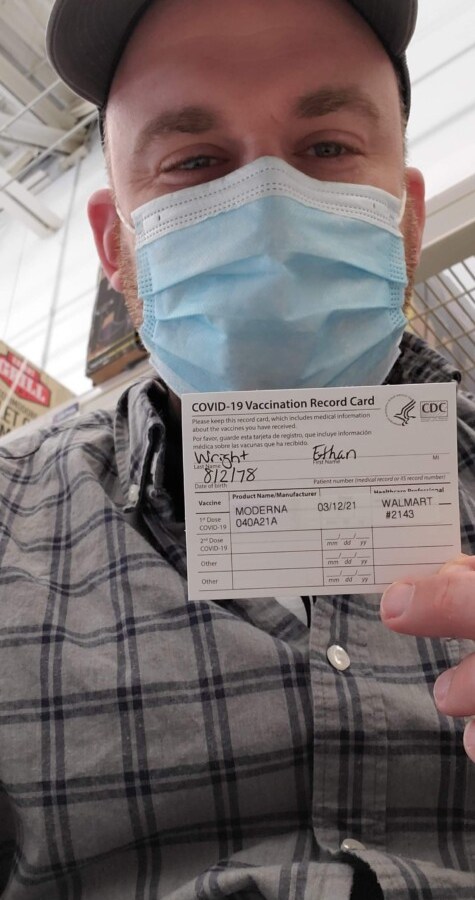 GRILL
COVID-19 Vaccination Record Card
Please keep this record card, which includes medical information
about the vaccines you have received.
CDC
Por favor, guarde esta tarjeta de registro, que incluye información
médica sobre las vacunas que ha recibido.
Wright Ethan
Last Name First Name MI
8/2/78
Date of birth Patient number (medical record or IIS record number)
Vaccine Product Name/Manufacturer Healthcare Professional
1st Dose
COVID-19
MODERNA 03/12/21 WALMART
040A21A #2143
2nd Dose
COVID-19
mm dd yy
Other
mm dd yy
Other
mm dd yy